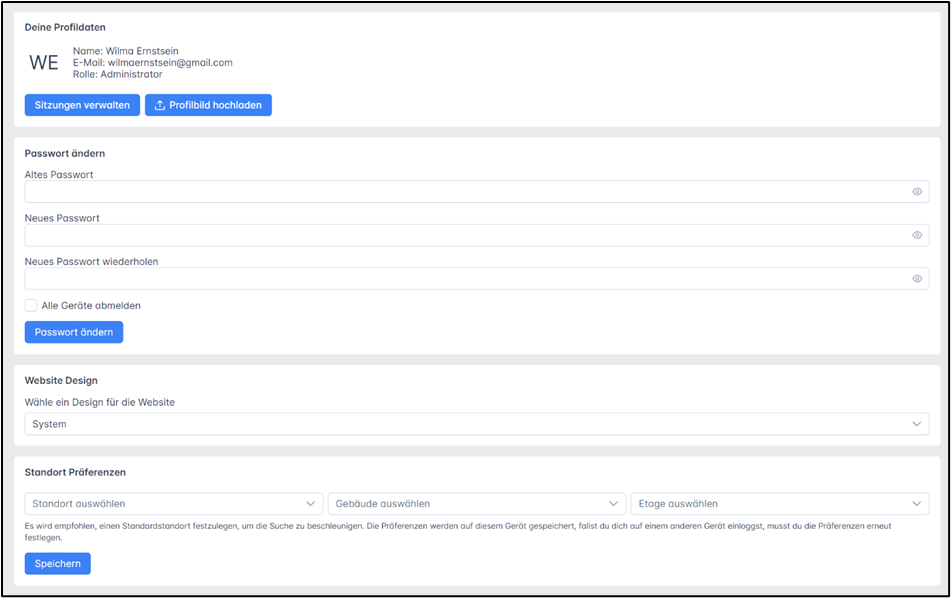 Deine Profildaten
WE
Name: Wilma Ernstsein
E-Mail: wilmaernstsein@gmail.com
Rolle: Administrator
Sitzungen verwalten
Profilbild hochladen
Passwort ändern
Altes Passwort
Neues Passwort
Neues Passwort wiederholen
Alle Geräte abmelden
Passwort ändern
Website Design
Wähle ein Design für die Website
System
Standort Präferenzen
Standort auswählen
Gebäude auswählen
Etage auswählen
Es wird empfohlen, einen Standardstandort festzulegen, um die Suche zu beschleunigen. Die Präferenzen werden auf diesem Gerät gespeichert, fallst du dich auf einem anderen Gerät einloggst, musst du die Präferenzen erneut
festlegen.
Speichern